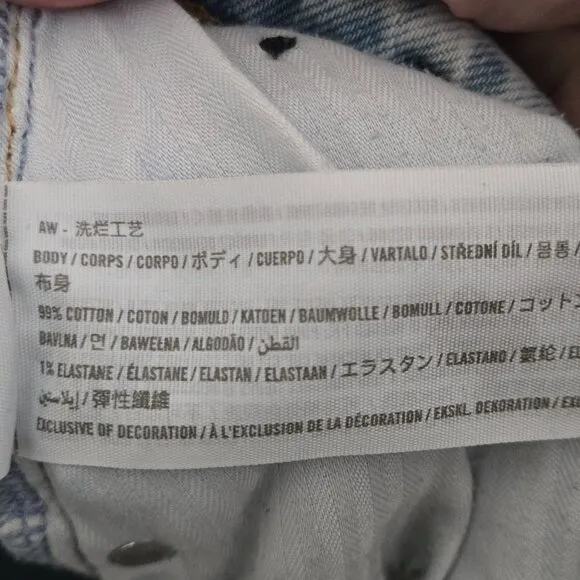 AW - 洗烂工艺
BODY / CORPS / CORPO / ボディ / CUERPO / 大身 / VARTALO / STŘEDNÍ DÍL / 몸통 /
布身
99% COTTON / COTON / BOMULD / KATOEN / BAUMWOLLE / BOMULL / COTONE / コットン
BAVLNA / 면 / BAWEŁNA / ALGODÃO / القطن
1% ELASTANE / ÉLASTANE / ELASTAN / ELASTAAN / エラスタン / ELASTANO / 氨纶 /
إيلاستين / 彈性纖維
EXCLUSIVE OF DECORATION / À L'EXCLUSION DE LA DÉCORATION / EKSKL. DEKORATION /